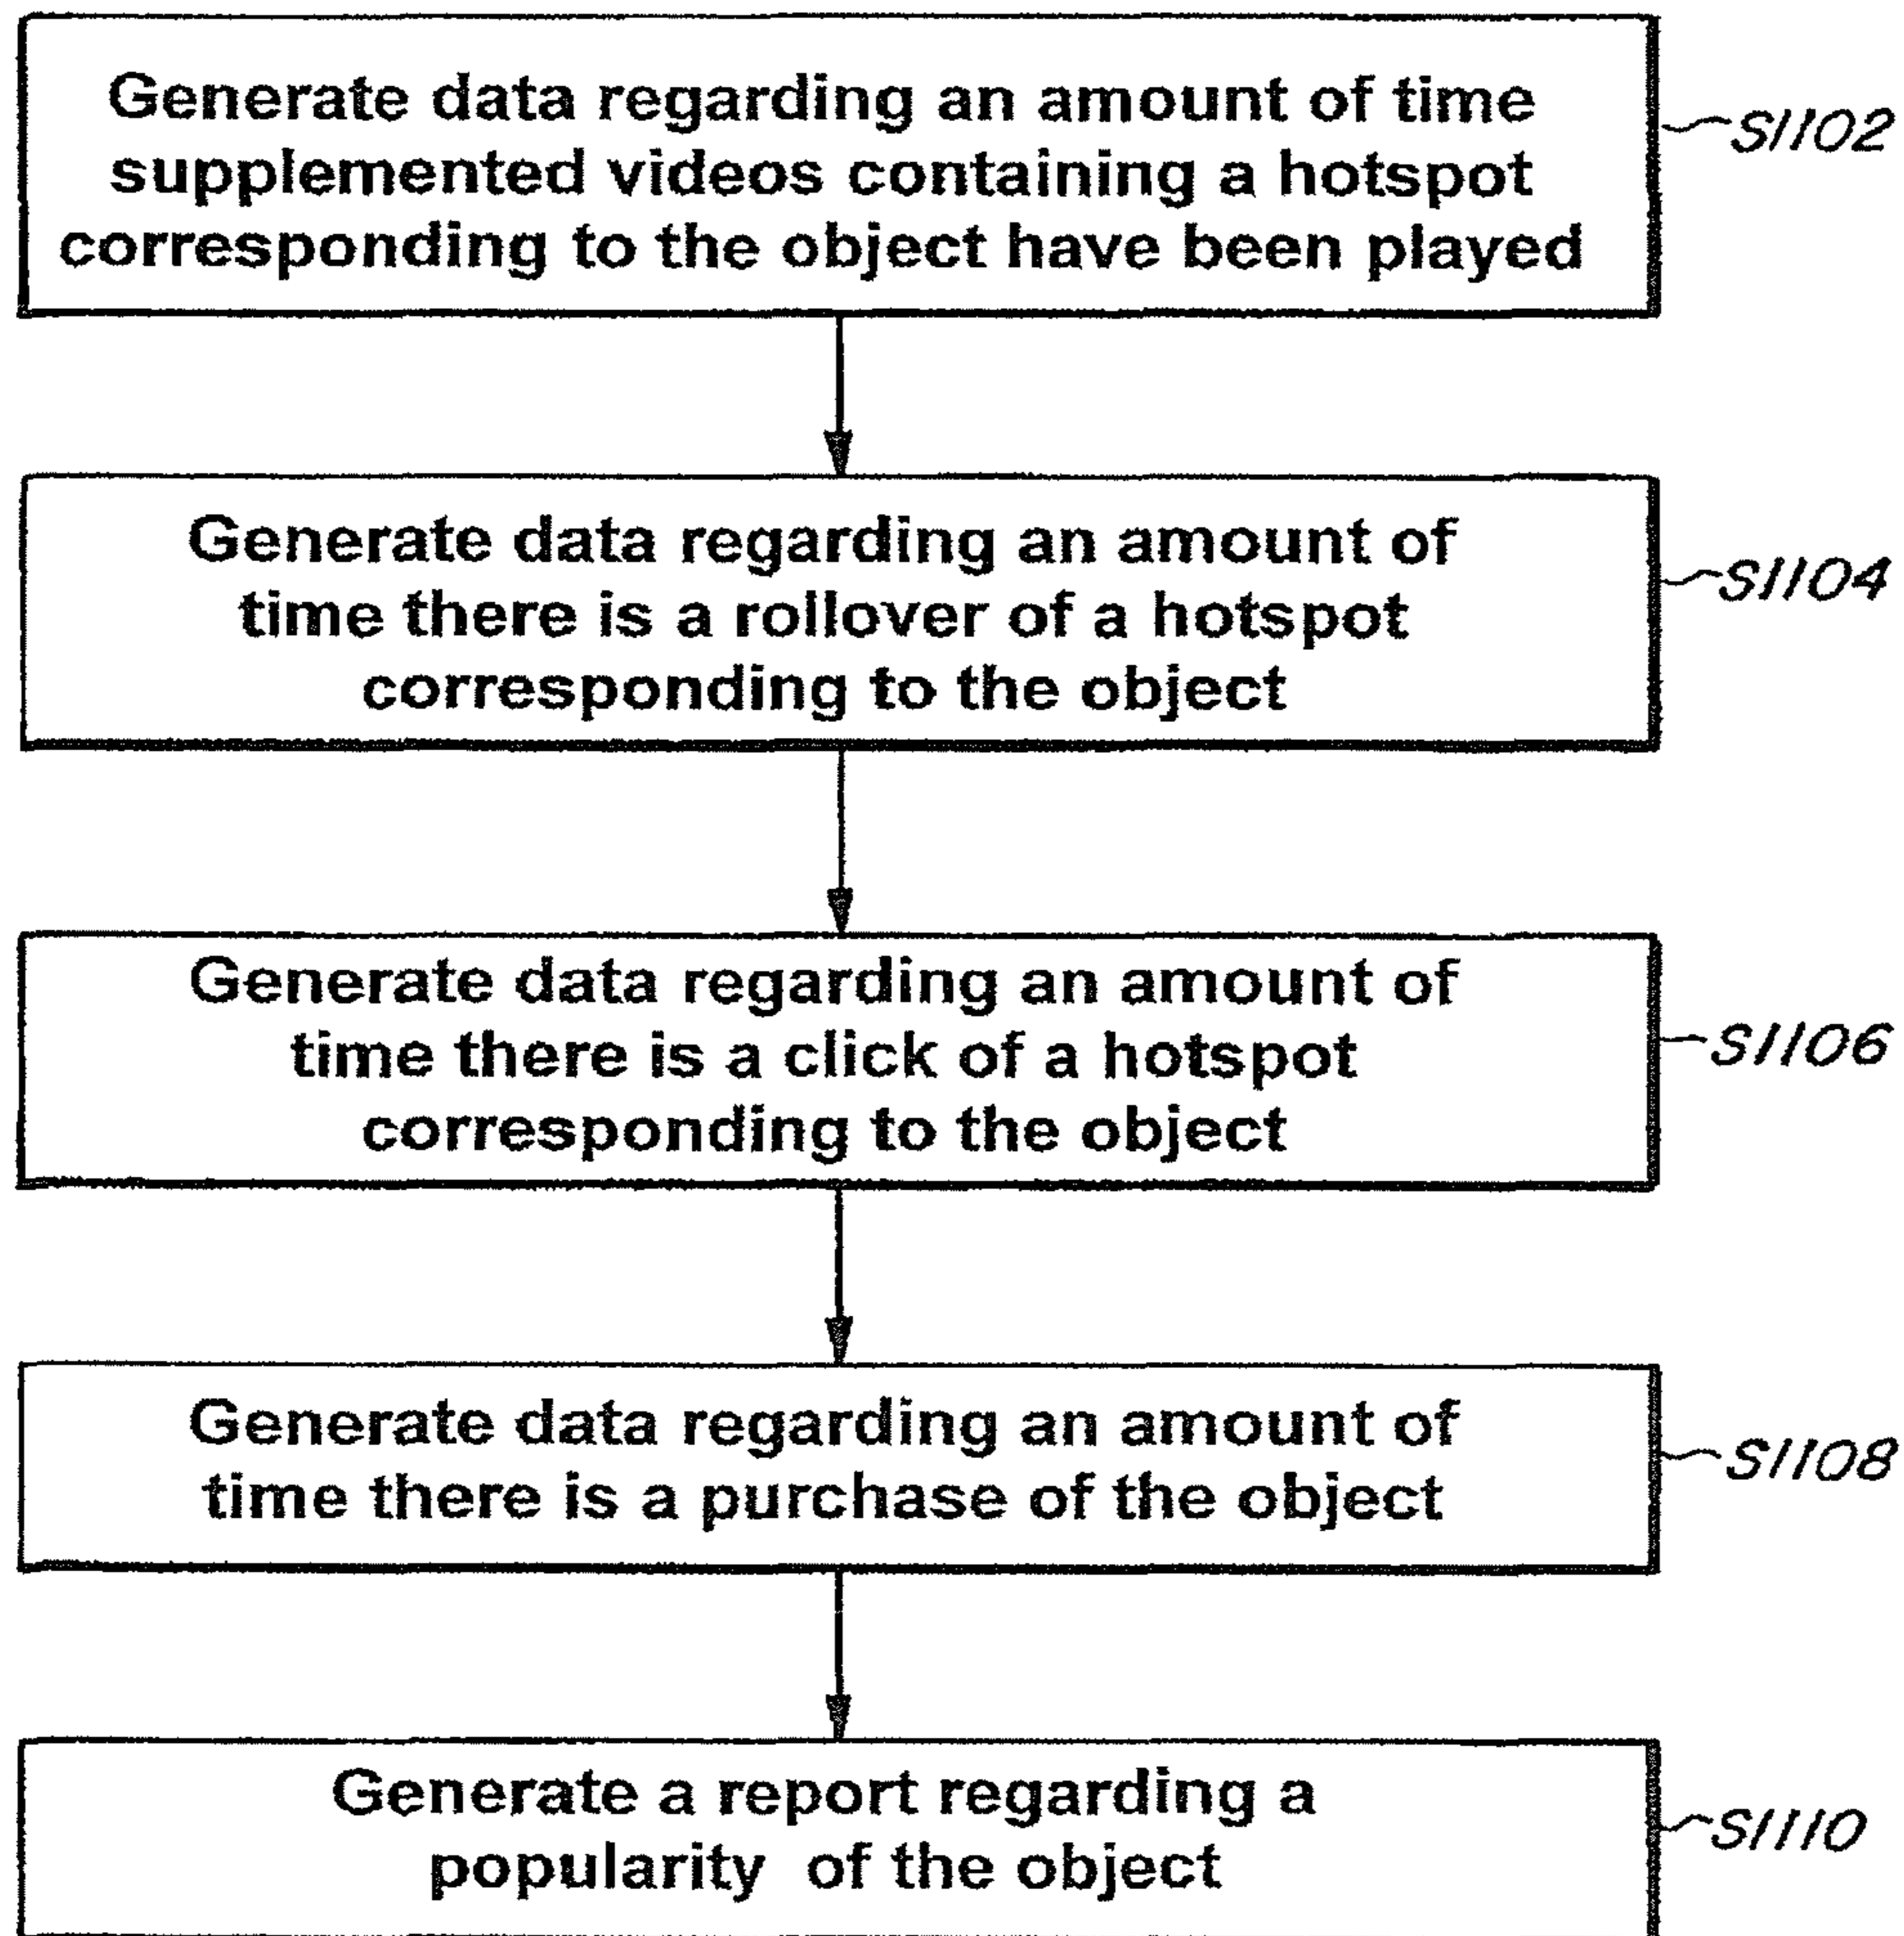 Generate data regarding an amount of time
supplemented videos containing a hotspot
corresponding to the object have been played
S1102
Generate data regarding an amount of
time there is a rollover of a hotspot
corresponding to the object
S1104
Generate data regarding an amount of
time there is a click of a hotspot
corresponding to the object
S1106
Generate data regarding an amount of
time there is a purchase of the object
S1108
Generate a report regarding a
popularity of the object
S1110